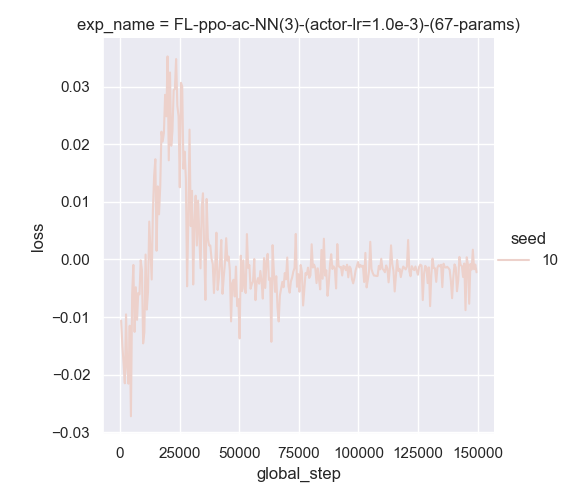 exp_name = FL-ppo-ac-NN(3)-(actor-lr=1.0e-3)-(67-params)
0.03
0.02
0.01
0.00
−0.01
−0.02
−0.03
loss
0 25000 50000 75000 100000 125000 150000
global_step
seed
10